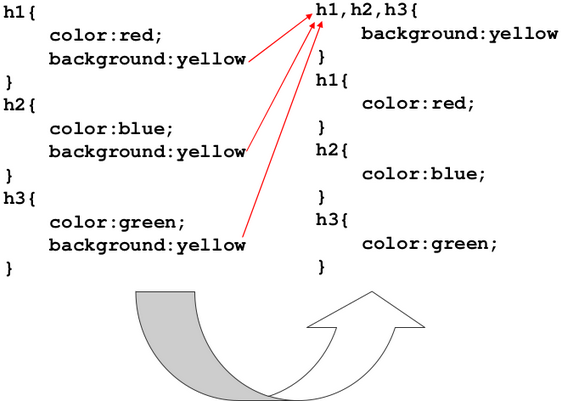 h1{
color:red;
background:yellow
}
h2{
color:blue;
background:yellow
}
h3{
color:green;
background:yellow
}
h1,h2,h3{
background:yellow
}
h1{
color:red;
}
h2{
color:blue;
}
h3{
color:green;
}